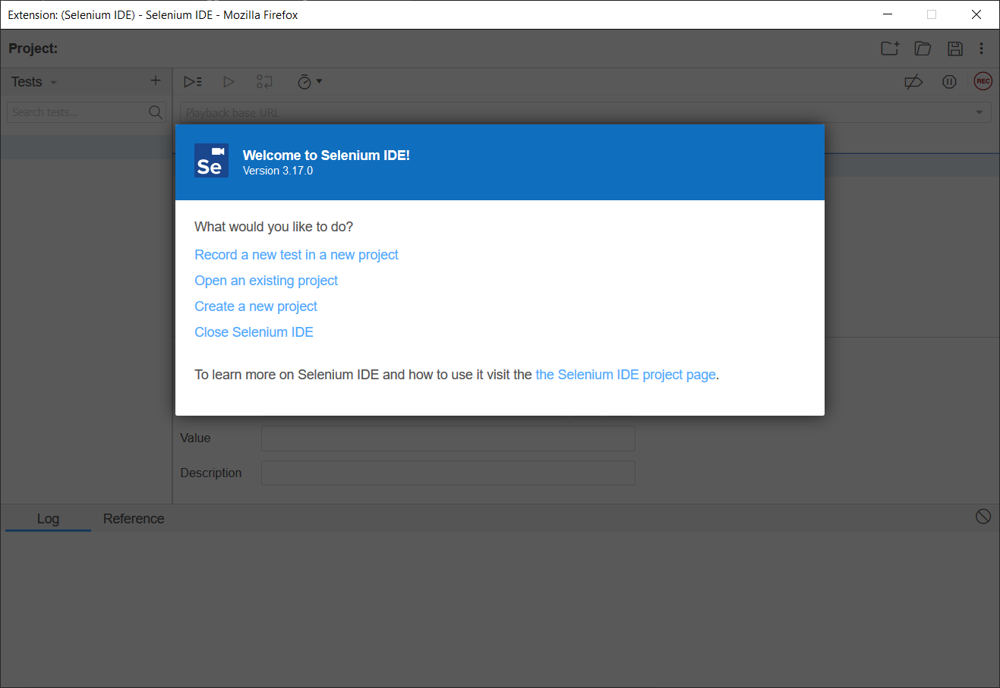 Extension: (Selenium IDE) - Selenium IDE - Mozilla Firefox
Project:
Tests
Search tests...
Playback base URL
REC
Se
Welcome to Selenium IDE!
Version 3.17.0
What would you like to do?
Record a new test in a new project
Open an existing project
Create a new project
Close Selenium IDE
To learn more on Selenium IDE and how to use it visit the the Selenium IDE project page.
Value
Description
Log Reference